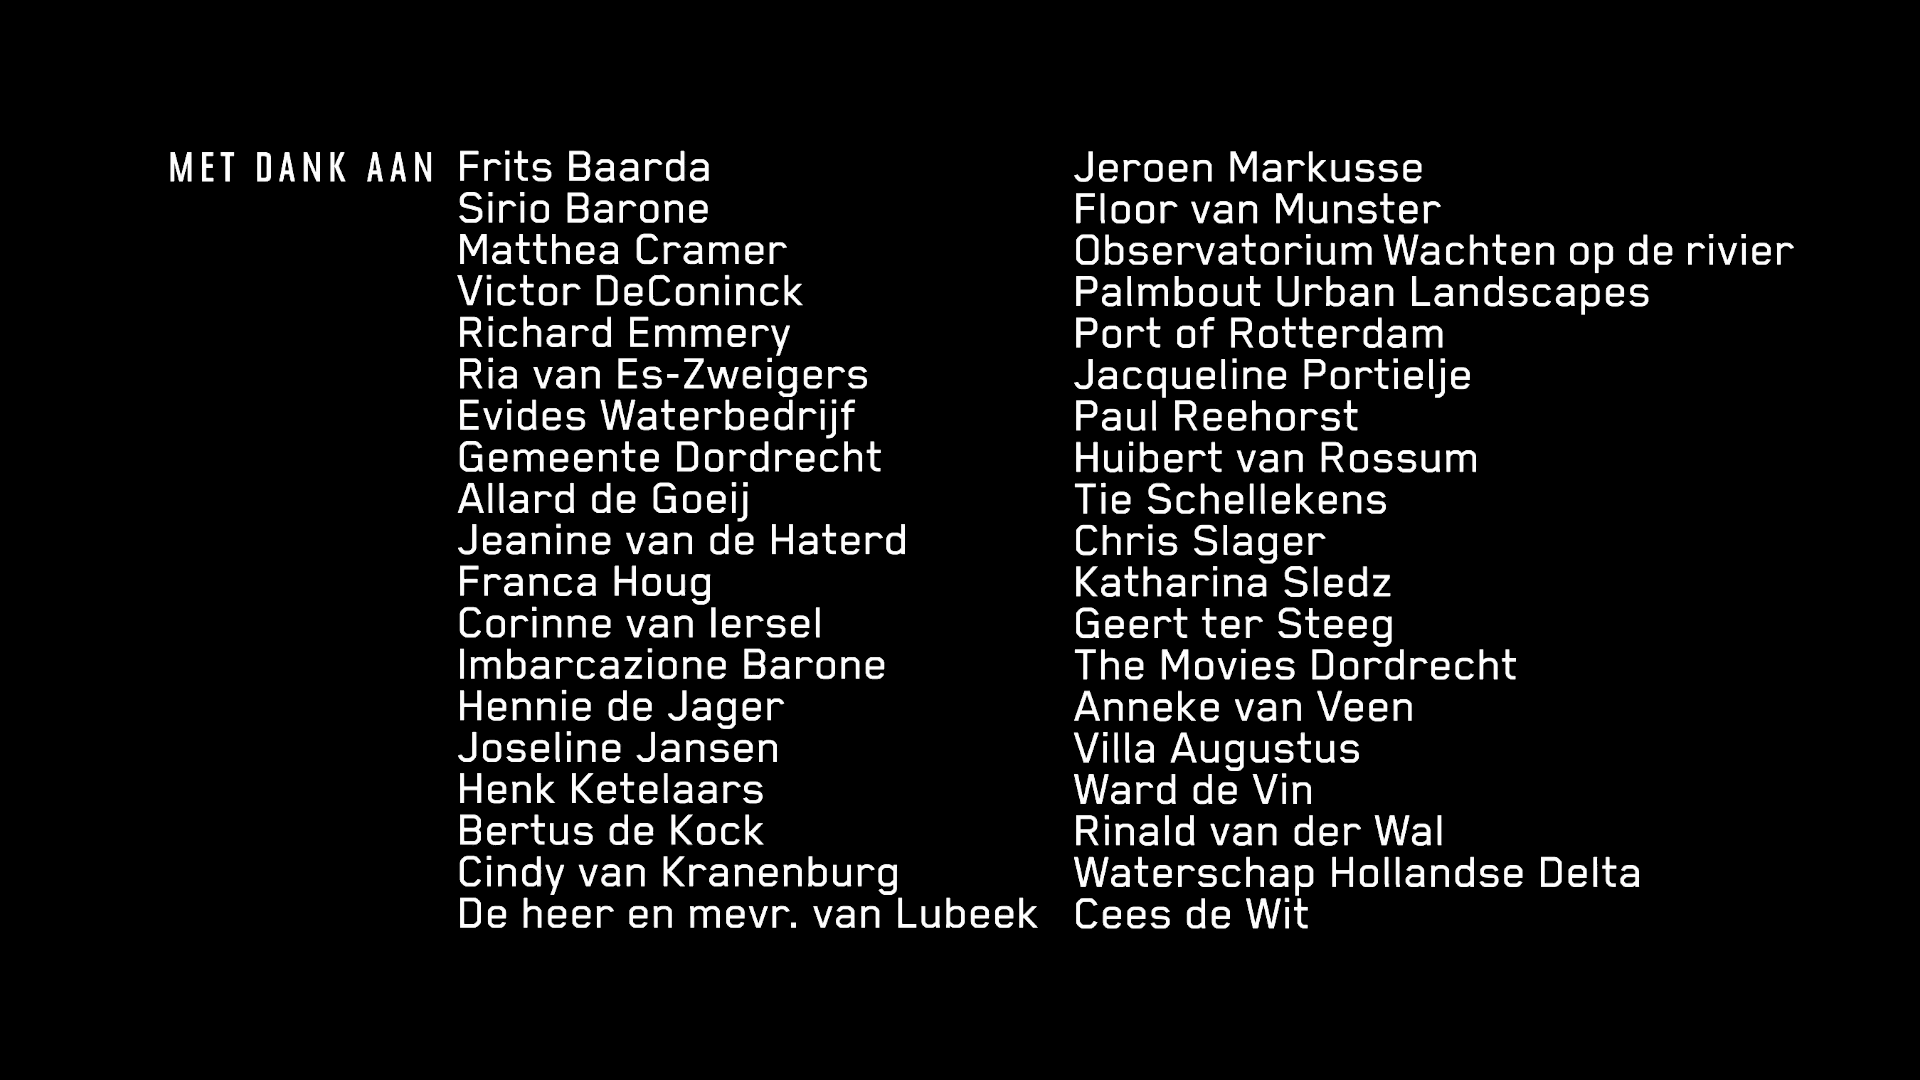 MET DANK AAN
Frits Baarda
Sirio Barone
Matthea Cramer
Victor DeConinck
Richard Emmery
Ria van Es-Zweigers
Evides Waterbedrijf
Gemeente Dordrecht
Allard de Goeij
Jeanine van de Haterd
Franca Houg
Corinne van Iersel
Imbarcazione Barone
Hennie de Jager
Joseline Jansen
Henk Ketelaars
Bertus de Kock
Cindy van Kranenburg
De heer en mevr. van Lubeek
Jeroen Markusse
Floor van Munster
Observatorium Wachten op de rivier
Palmbout Urban Landscapes
Port of Rotterdam
Jacqueline Portielje
Paul Reehorst
Huibert van Rossum
Tie Schellekens
Chris Slager
Katharina Sledz
Geert ter Steeg
The Movies Dordrecht
Anneke van Veen
Villa Augustus
Ward de Vin
Rinald van der Wal
Waterschap Hollandse Delta
Cees de Wit